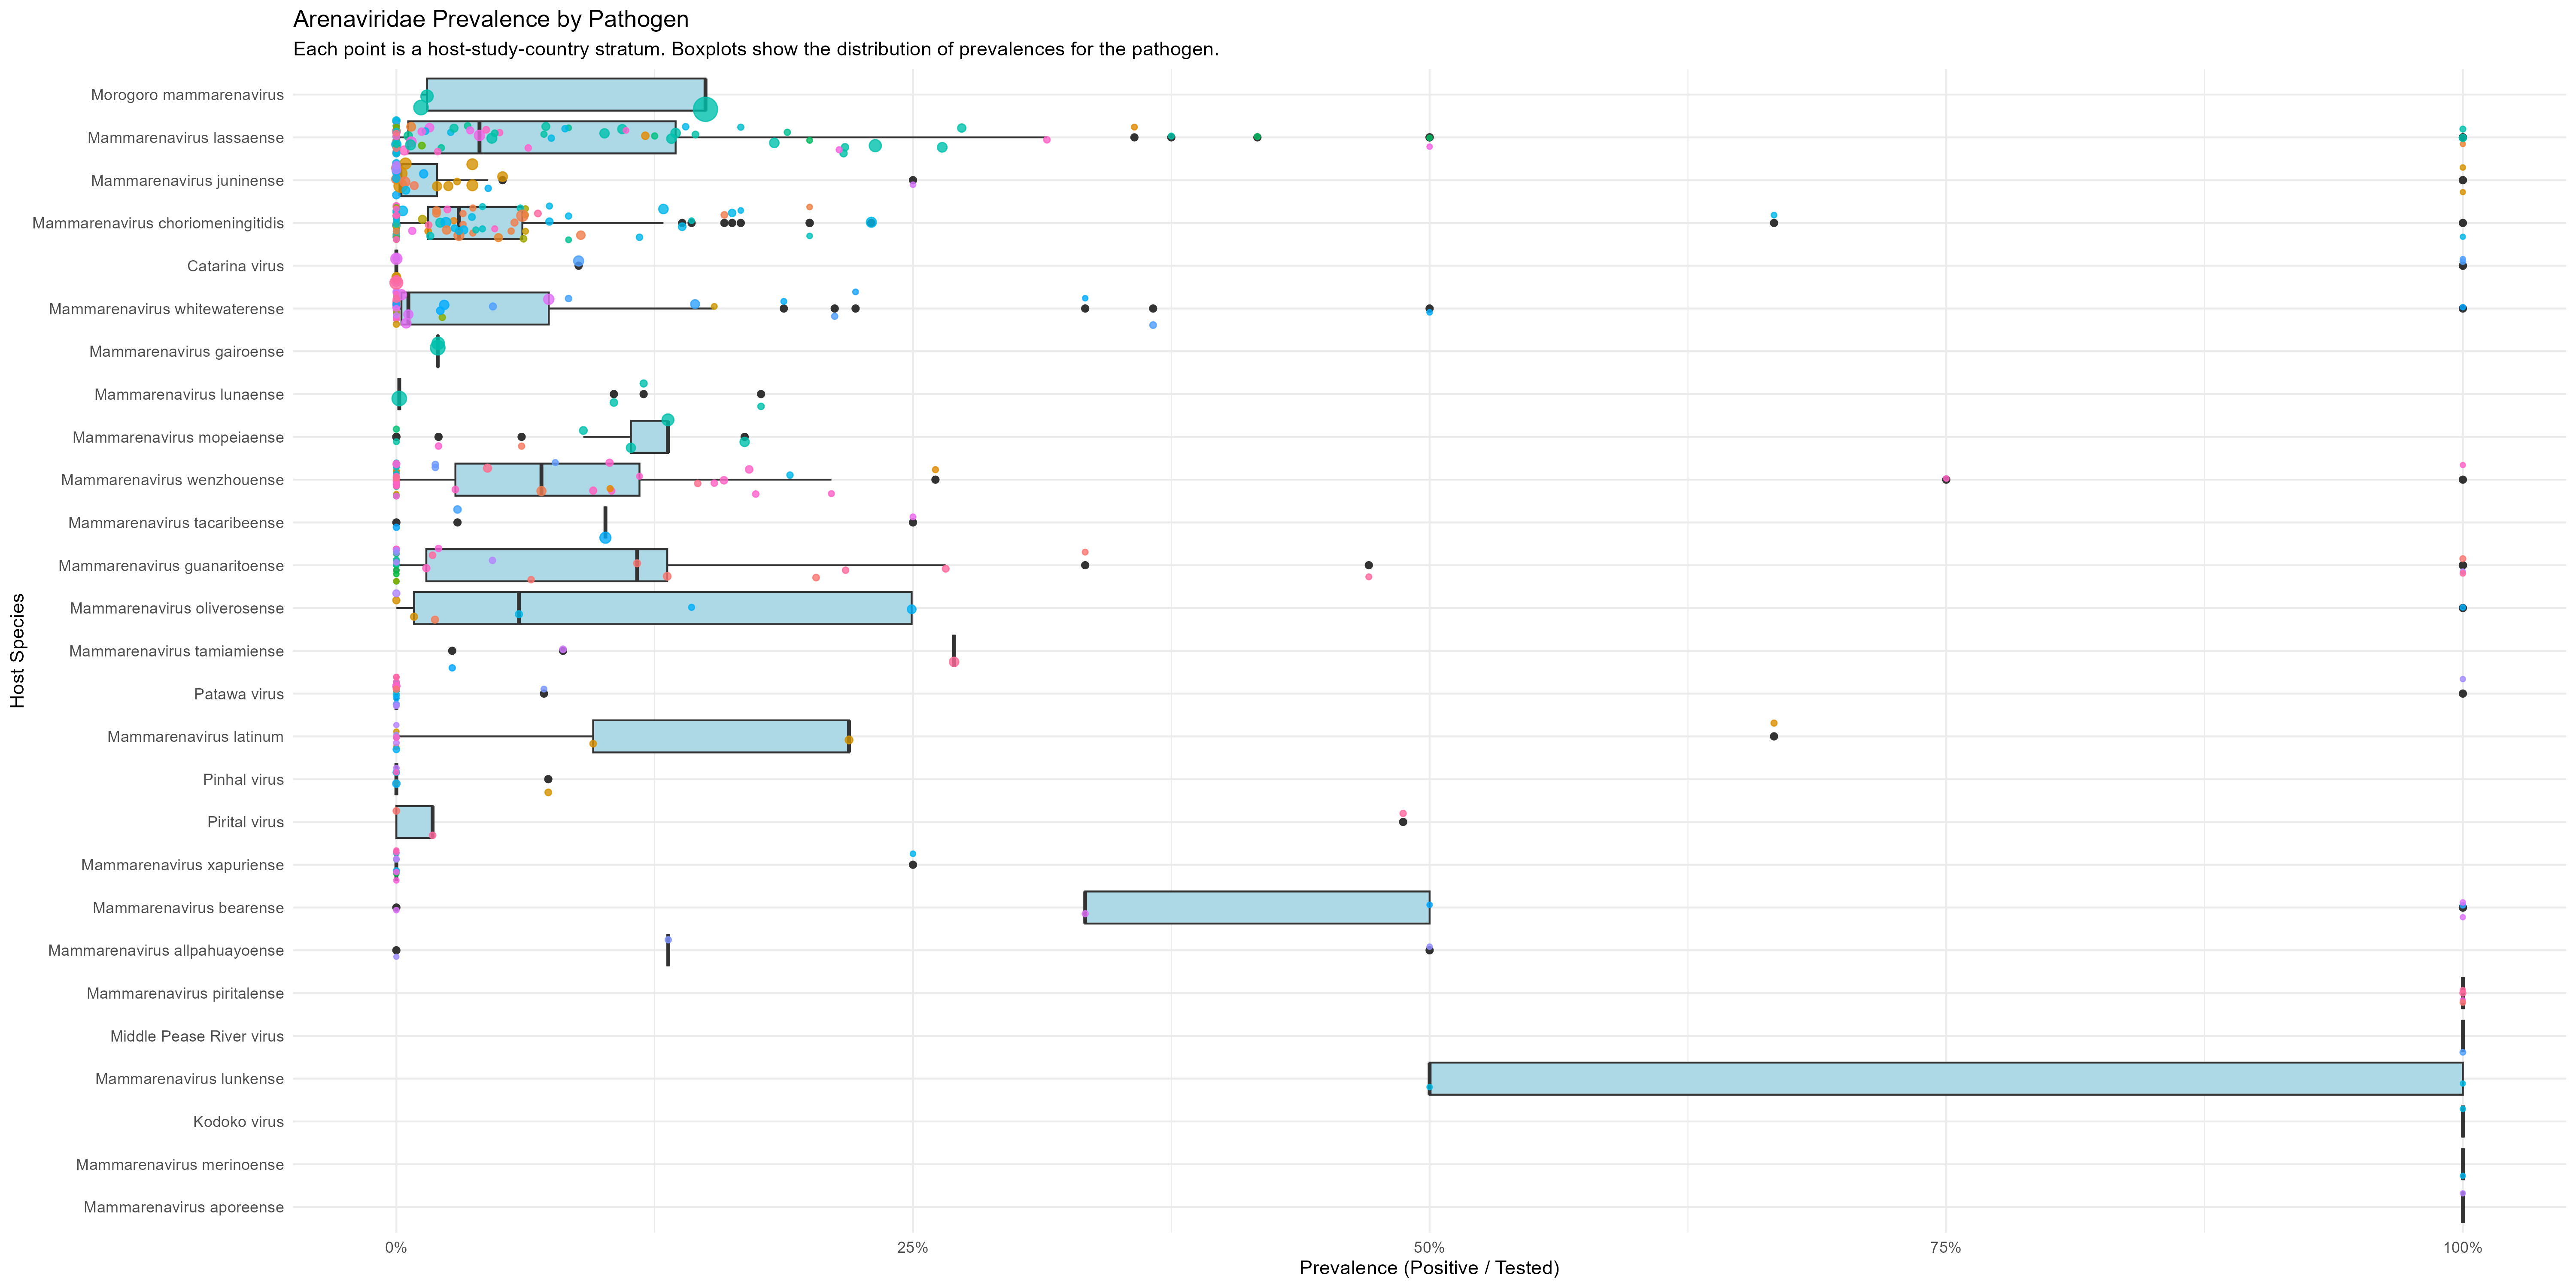 Arenaviridae Prevalence by Pathogen
Each point is a host-study-country stratum. Boxplots show the distribution of prevalences for the pathogen.
Host Species
Morogoro mammarenavirus
Mammarenavirus lassaense
Mammarenavirus juninense
Mammarenavirus choriomeningitidis
Catarina virus
Mammarenavirus whitewaterense
Mammarenavirus gairoense
Mammarenavirus lunaense
Mammarenavirus mopeiaense
Mammarenavirus wenzhouense
Mammarenavirus tacaribeense
Mammarenavirus guanaritoense
Mammarenavirus oliverosense
Mammarenavirus tamiamiense
Patawa virus
Mammarenavirus latinum
Pinhal virus
Pirital virus
Mammarenavirus xapuriense
Mammarenavirus bearense
Mammarenavirus allpahuayoense
Mammarenavirus piritalense
Middle Pease River virus
Mammarenavirus lunkense
Kodoko virus
Mammarenavirus merinoense
Mammarenavirus aporeense
0% 25% 50% 75% 100%
Prevalence (Positive / Tested)